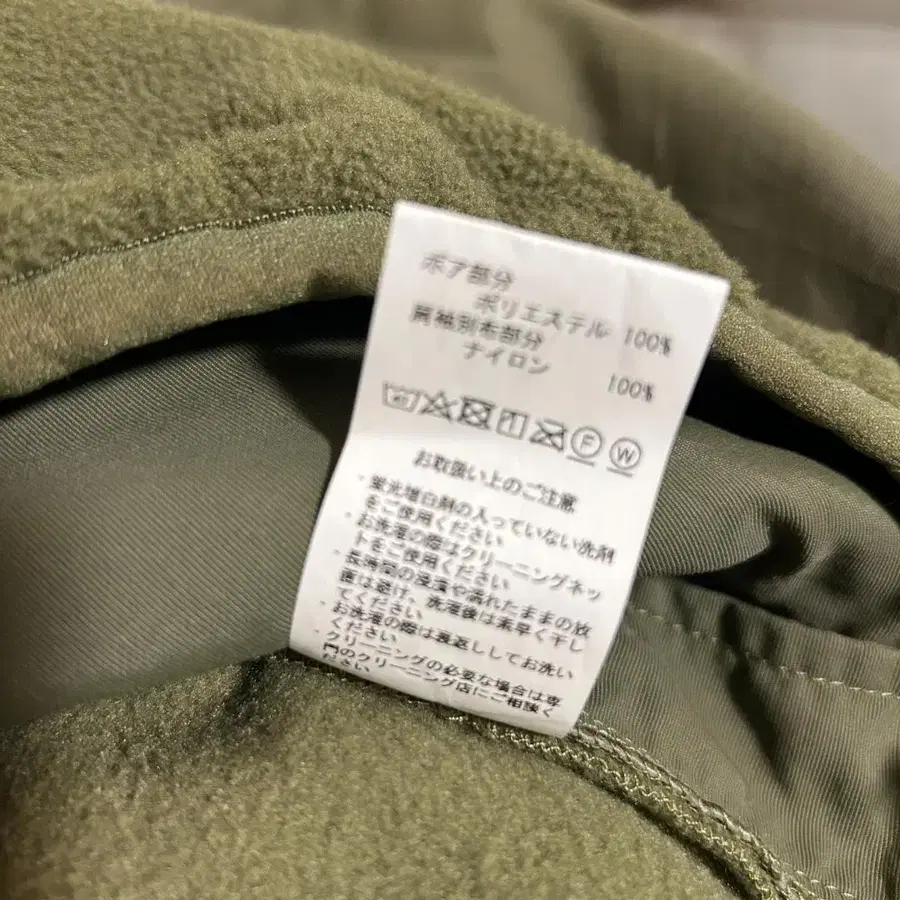 ボア部分
ポリエステル 100%
肩袖別布部分
ナイロン 100%
40 F W
お取扱い上のご注意
・蛍光増白剤の入っていない洗剤
をご使用ください
・お洗濯の際はクリーニングネッ
トをご使用ください
・長時間の浸漬や濡れたままの放
置は避け、洗濯後は素早く干し
てください
・お洗濯の際は裏返ししてお洗い
ください
・クリーニングの必要な場合は専
門のクリーニング店にご相談く